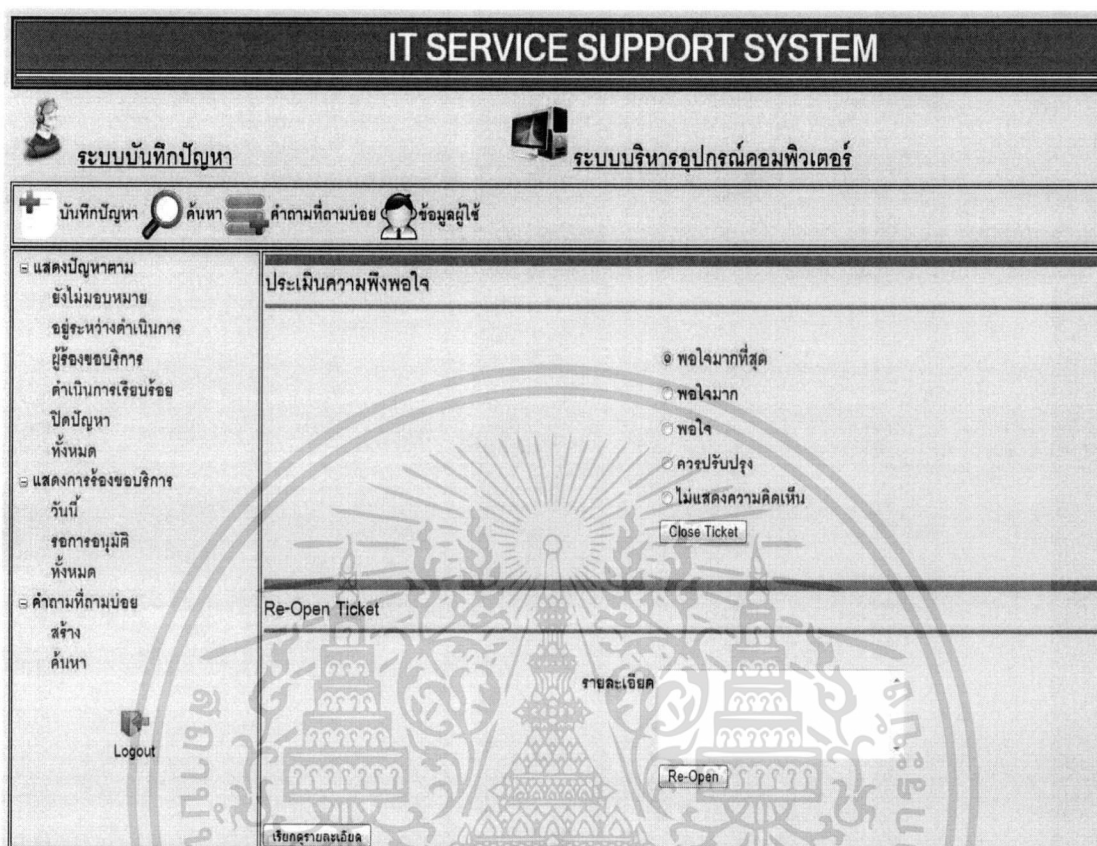 IT SERVICE SUPPORT SYSTEM
ระบบบันทึกปัญหา
ระบบบริหารอุปกรณ์คอมพิวเตอร์
บันทึกปัญหา ค้นหา คำถามที่ถามบ่อย ข้อมูลผู้ใช้
แสดงปัญหาตาม
ยังไม่มอบหมาย
อยู่ระหว่างดำเนินการ
ผู้ร้องขอบริการ
ดำเนินการเรียบร้อย
ปิดปัญหา
ทั้งหมด
แสดงการร้องขอบริการ
วันนี้
รอการอนุมัติ
ทั้งหมด
คำถามที่ถามบ่อย
สร้าง
ค้นหา
Logout
ประเมินความพึงพอใจ
พอใจมากที่สุด
พอใจมาก
พอใจ
ควรปรับปรุง
ไม่แสดงความคิดเห็น
Close Ticket
Re-Open Ticket
รายละเอียด
Re-Open
เรียกดูรายละเอียด